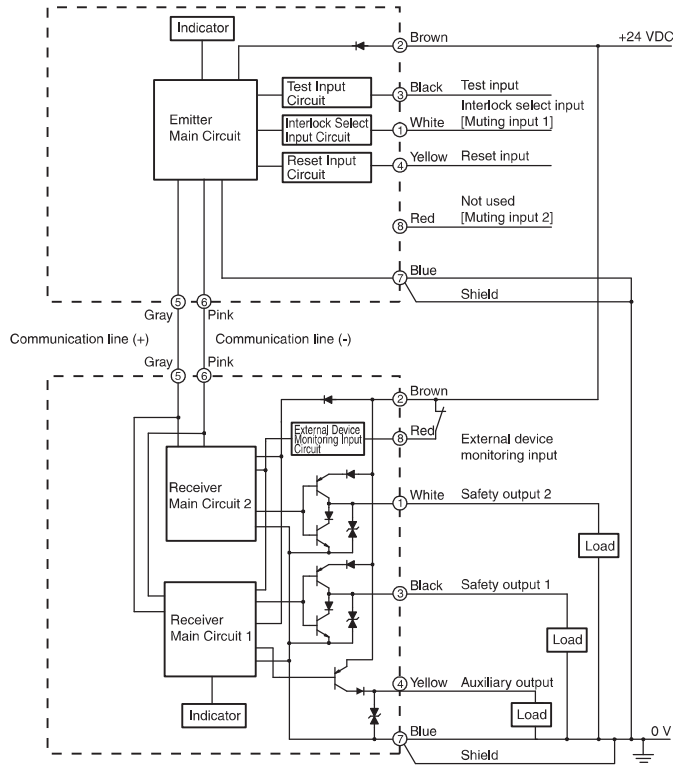 Indicator
② Brown
+24 VDC
Emitter
Main Circuit
Test Input
Circuit
③ Black Test input
Interlock Select
Input Circuit
① White Interlock select input
[Muting input 1]
Reset Input
Circuit
④ Yellow Reset input
⑧ Red Not used
[Muting input 2]
⑦ Blue
Shield
⑤ ⑥
Gray Pink
Communication line (+) Communication line (-)
Gray Pink
⑤ ⑥
② Brown
External Device
Monitoring Input
Circuit
⑧ Red
External device
monitoring input
Receiver
Main Circuit 2
① White Safety output 2
Load
③ Black Safety output 1
Receiver
Main Circuit 1
Load
④ Yellow Auxiliary output
Indicator
Load
⑦ Blue
0 V
Shield